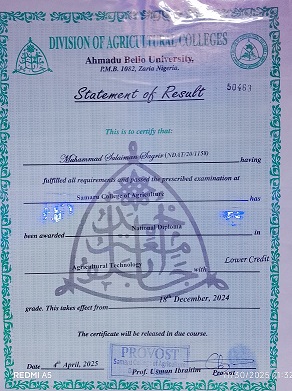 DIVISION OF AGRICULTURAL COLLEGES
Ahmadu Bello University,
P.M.B. 1082, Zaria Nigeria.
Statement of Result
This is to certify that:
Muhammad Sulaiman (NDAT/20/1158) having
fulfilled all requirements and passed the prescribed examination at
Samaru College of Agriculture has
been awarded National Diploma in
Agricultural Technology with Lower Credit
grade. This takes effect from 18th December, 2024
The certificate will be released in due course.
PROVOST
Date April, 2025 Prof. Usman Ibrahim Provost
REDMI A5